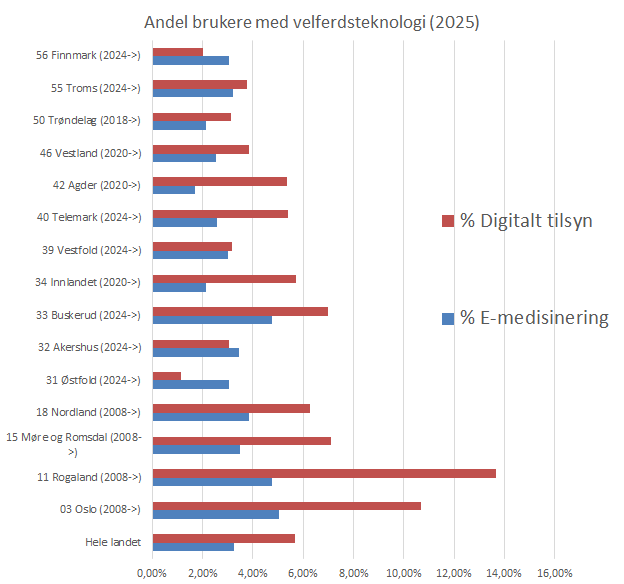 Andel brukere med velferdsteknologi (2025)
56 Finnmark (2024->)
55 Troms (2024->)
50 Trøndelag (2018->)
46 Vestland (2020->)
42 Agder (2020->)
40 Telemark (2024->)
39 Vestfold (2024->)
34 Innlandet (2020->)
33 Buskerud (2024->)
32 Akershus (2024->)
31 Østfold (2024->)
18 Nordland (2008->)
15 Møre og Romsdal (2008-
>)
11 Rogaland (2008->)
03 Oslo (2008->)
Hele landet
% Digitalt tilsyn
% E-medisinering
0,00% 2,00% 4,00% 6,00% 8,00% 10,00% 12,00% 14,00% 16,00%